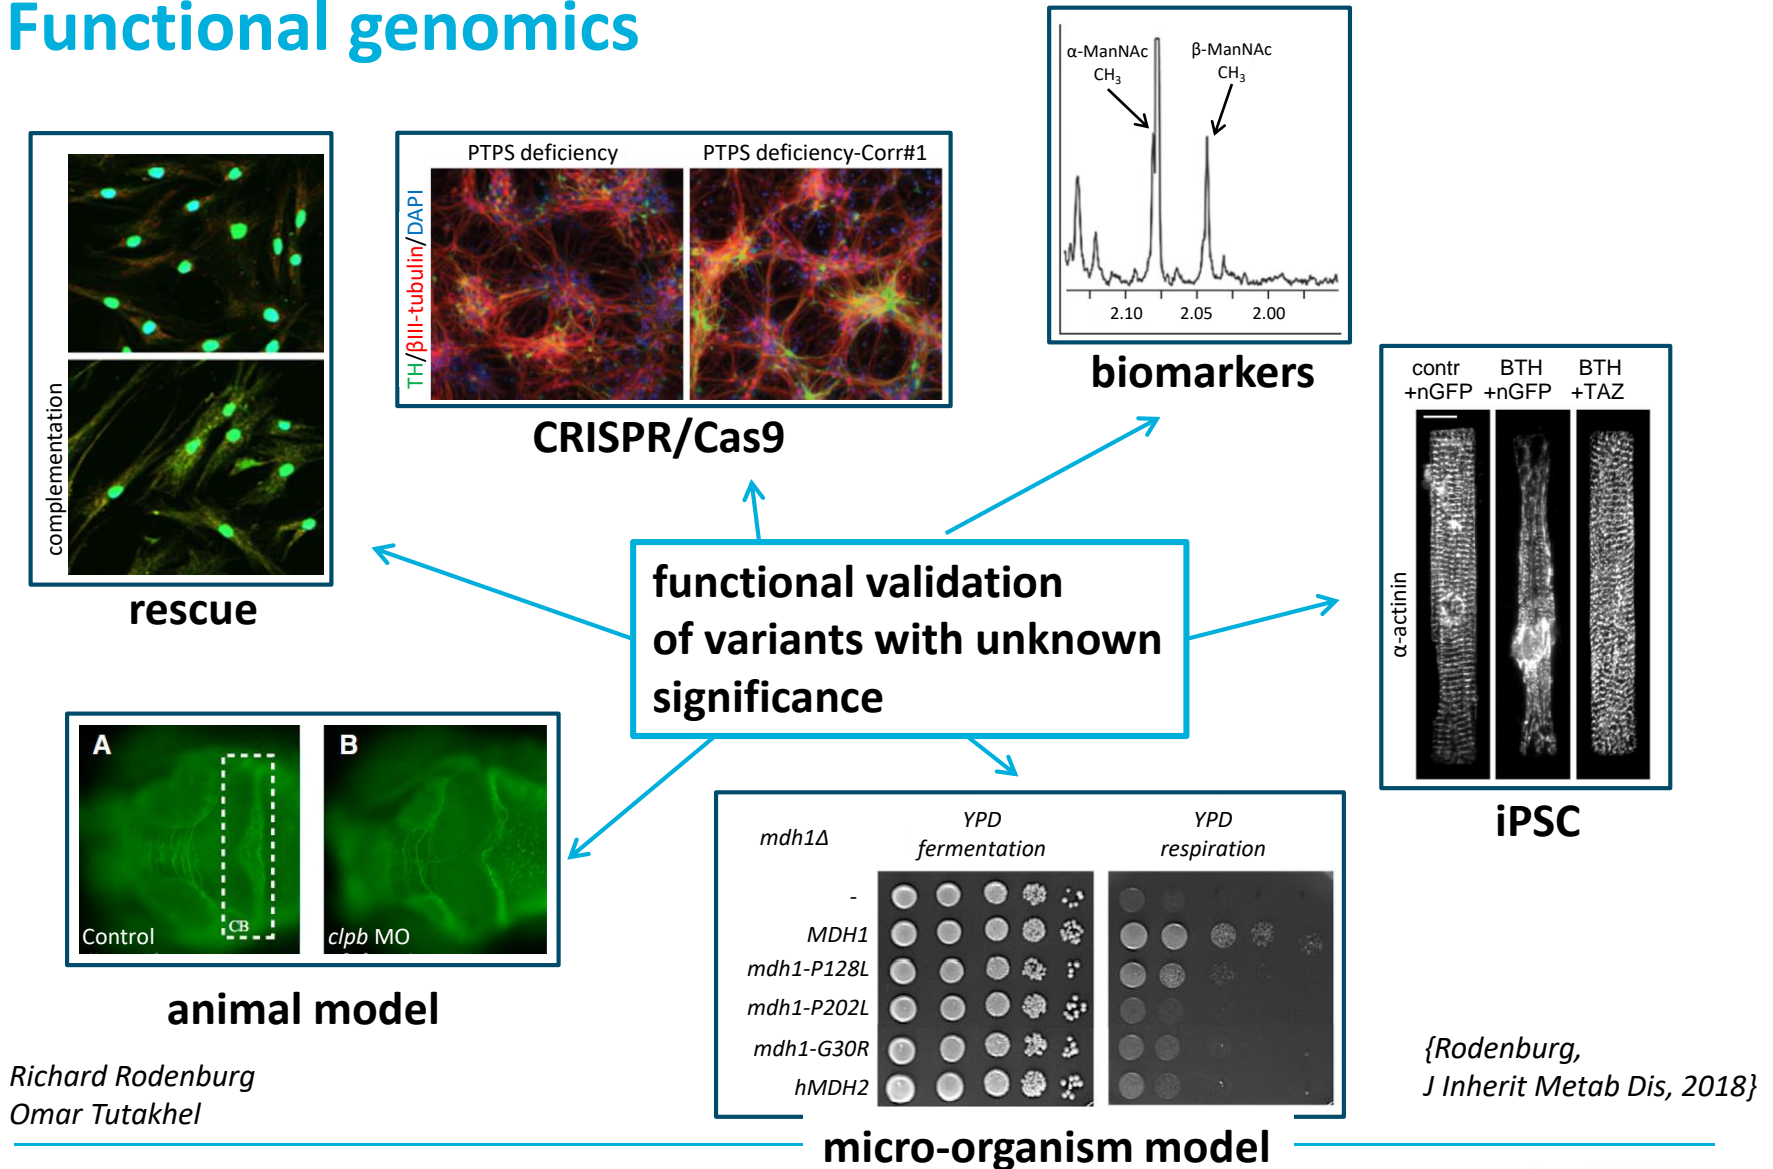 Functional genomics
complementation
rescue
PTPS deficiency
PTPS deficiency-Corr#1
TH/βIII-tubulin/DAPI
CRISPR/Cas9
α-ManNAc
CH₃
β-ManNAc
CH₃
2.10 2.05 2.00
biomarkers
contr BTH BTH
+nGFP +nGFP +TAZ
α-actinin
iPSC
functional validation
of variants with unknown
significance
A
B
CB
Control
clpb MO
animal model
mdh1Δ
YPD
fermentation
YPD
respiration
-
MDH1
mdh1-P128L
mdh1-P202L
mdh1-G30R
hMDH2
micro-organism model
Richard Rodenburg
Omar Tutakhel
{Rodenburg,
J Inherit Metab Dis, 2018}